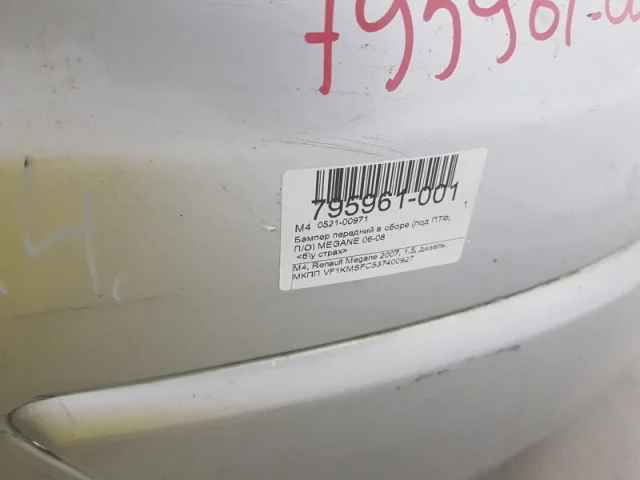 795961-00
795961-001
M4 0521-00971
Бампер передний в сборе (под ПТФ, 1
П/О) MEGANE 06-08
<б\у страх>
M4, Renault Megane 2007, 1.5, дизель,
МКПП VF1KMSFC537400927